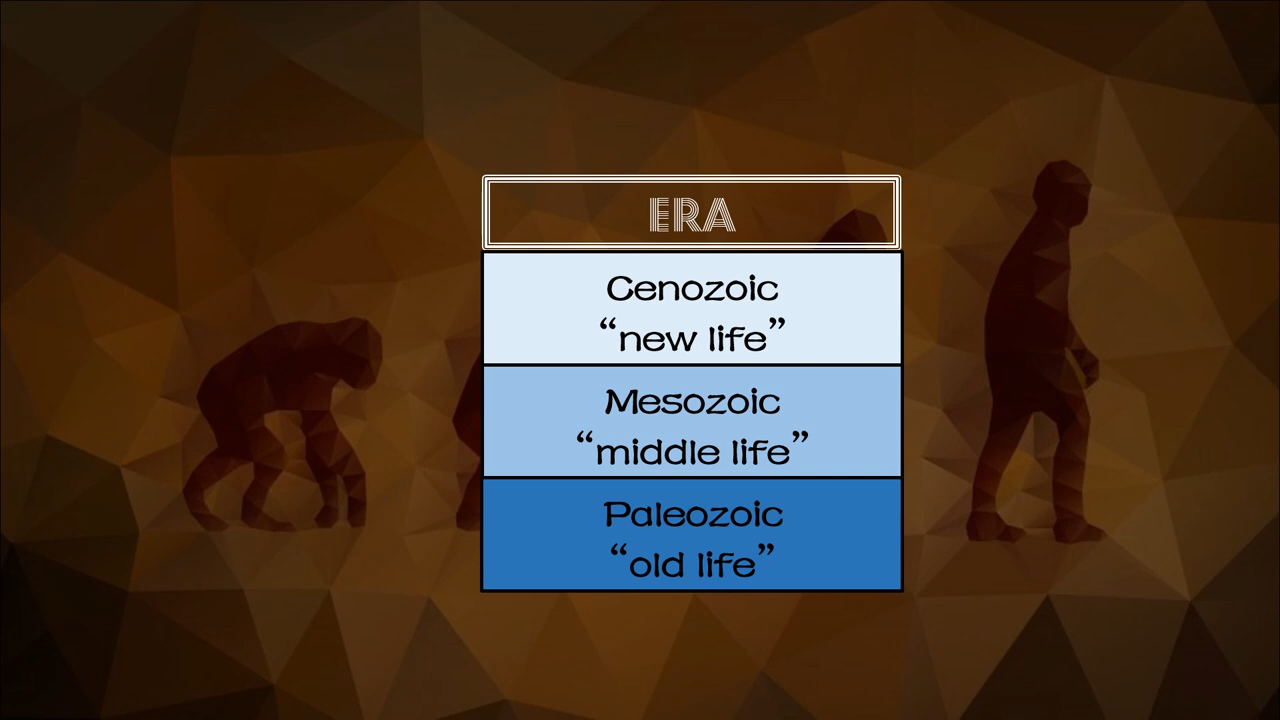 ERA
Cenozoic
“new life”
Mesozoic
“middle life”
Paleozoic
“old life”